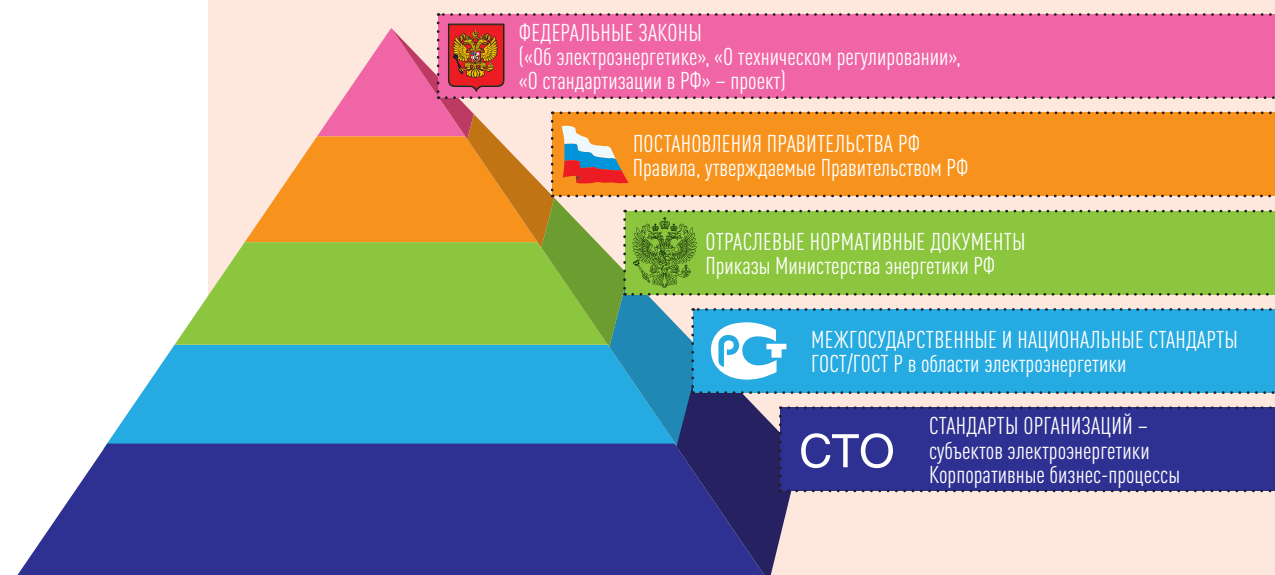 ФЕДЕРАЛЬНЫЕ ЗАКОНЫ
(«Об электроэнергетике», «О техническом регулировании»,
«О стандартизации в РФ» – проект)
ПОСТАНОВЛЕНИЯ ПРАВИТЕЛЬСТВА РФ
Правила, утверждаемые Правительством РФ
ОТРАСЛЕВЫЕ НОРМАТИВНЫЕ ДОКУМЕНТЫ
Приказы Министерства энергетики РФ
РСТ
МЕЖГОСУДАРСТВЕННЫЕ И НАЦИОНАЛЬНЫЕ СТАНДАРТЫ
ГОСТ/ГОСТ Р в области электроэнергетики
СТО
СТАНДАРТЫ ОРГАНИЗАЦИЙ –
субъектов электроэнергетики
Корпоративные бизнес-процессы